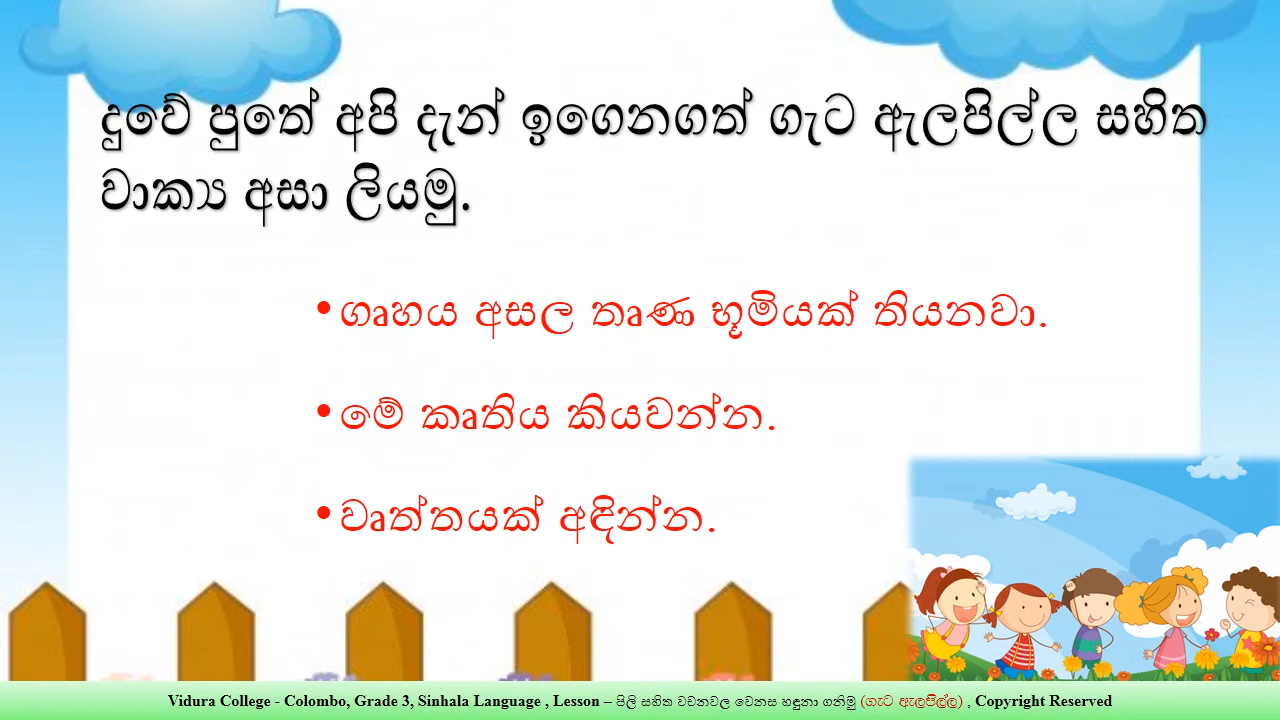 දුවේ පුතේ අපි දැන් ඉගෙනගත් ගැට ඇලපිල්ල සහිත
වාක්‍ය අසා ලියමු.
• ගෘහය අසල තෘණ භූමියක් තියනවා.
• මේ කෘතිය කියවන්න.
• වෘත්තයක් අඳින්න.
Vidura College - Colombo, Grade 3, Sinhala Language , Lesson – පිලි සහිත වචනවල වෙනස හඳුනා ගනිමු (ගැට ඇලපිල්ල) , Copyright Reserved